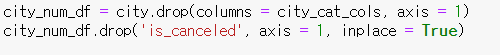 city_num_df = city.drop(columns = city_cat_cols, axis = 1)
city_num_df.drop('is_canceled', axis = 1, inplace = True)